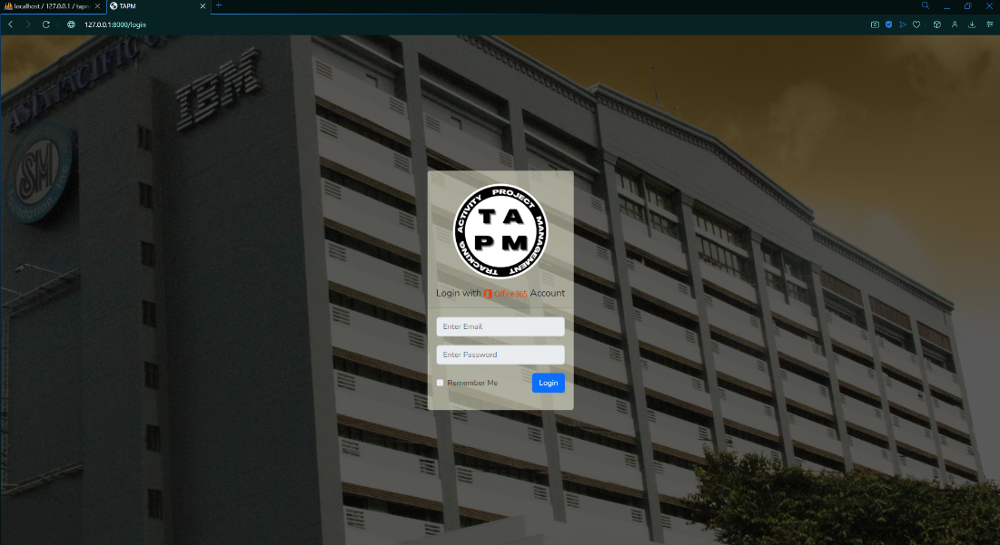 localhost / 127.0.0.1 / tapm
TAPM
127.0.0.1:8000/login
ASIA PACIFIC
IBM
SM
TRACKING ACTIVITY PROJECT MANAGEMENT
T A
P M
Login with Office 365 Account
Enter Email
Enter Password
Remember Me
Login